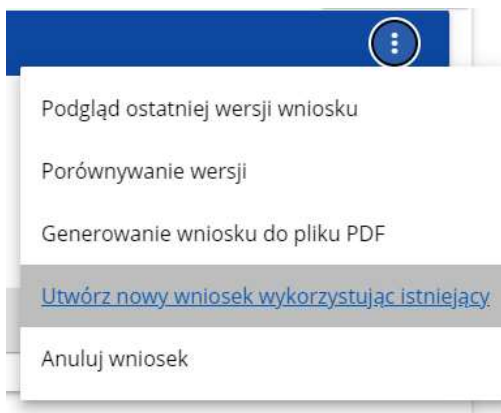 Podgląd ostatniej wersji wniosku
Porównywanie wersji
Generowanie wniosku do pliku PDF
Utwórz nowy wniosek wykorzystując istniejący
Anuluj wniosek